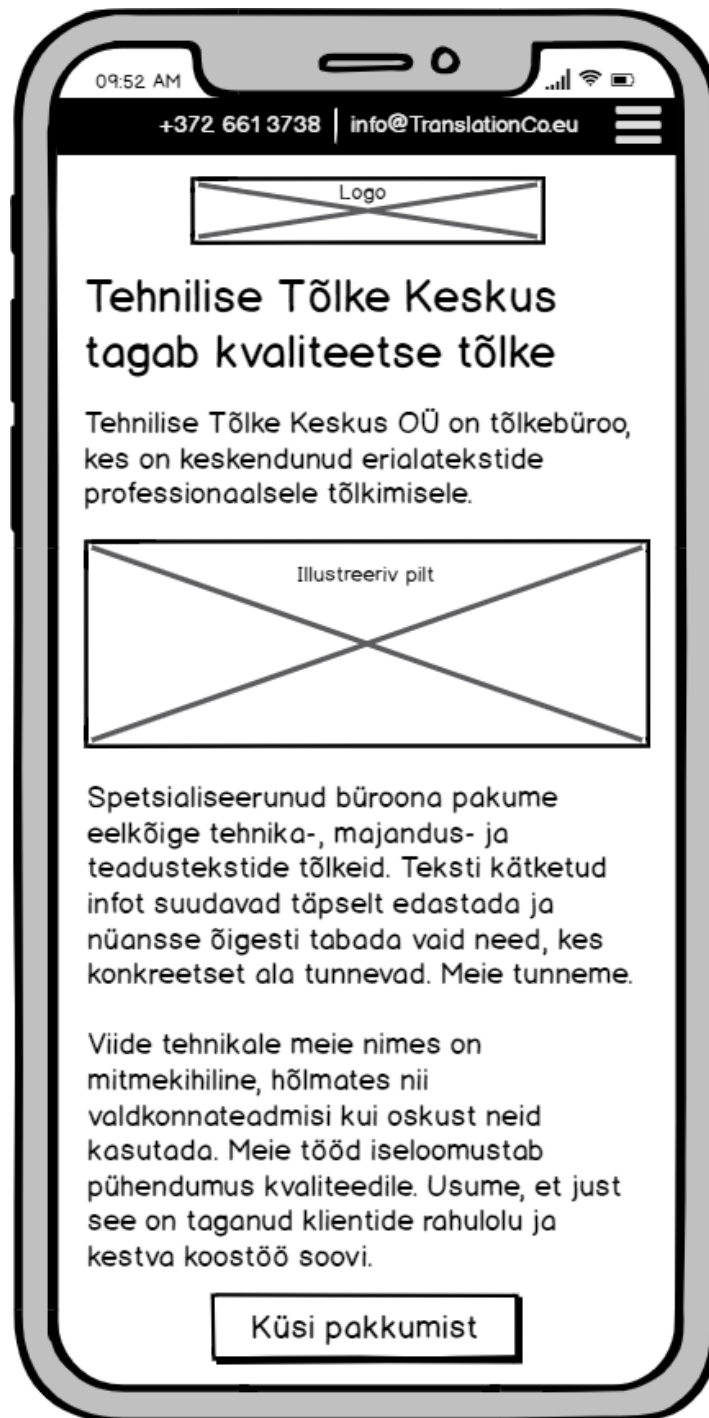 09:52 AM
+372 661 3738 | info@TranslationCo.eu
Logo
Tehnilise Tõlke Keskus
tagab kvaliteetse tõlke
Tehnilise Tõlke Keskus OÜ on tõlkebüroo,
kes on keskendunud erialatekstide
professionaalsele tõlkimisele.
Illustreeriv pilt
Spetsialiseerunud büroona pakume
eelkõige tehnika-, majandus- ja
teadustekstide tõlkeid. Teksti kätketud
infot suudavad täpselt edastada ja
nüansse õigesti tabada vaid need, kes
konkreetset ala tunnevad. Meie tunneme.
Viide tehnikale meie nimes on
mitmekihiline, hõlmates nii
valdkonnateadmisi kui oskust neid
kasutada. Meie tööd iseloomustab
pühendumus kvaliteedile. Usume, et just
see on taganud klientide rahulolu ja
kestva koostöö soovi.
Küsi pakkumist